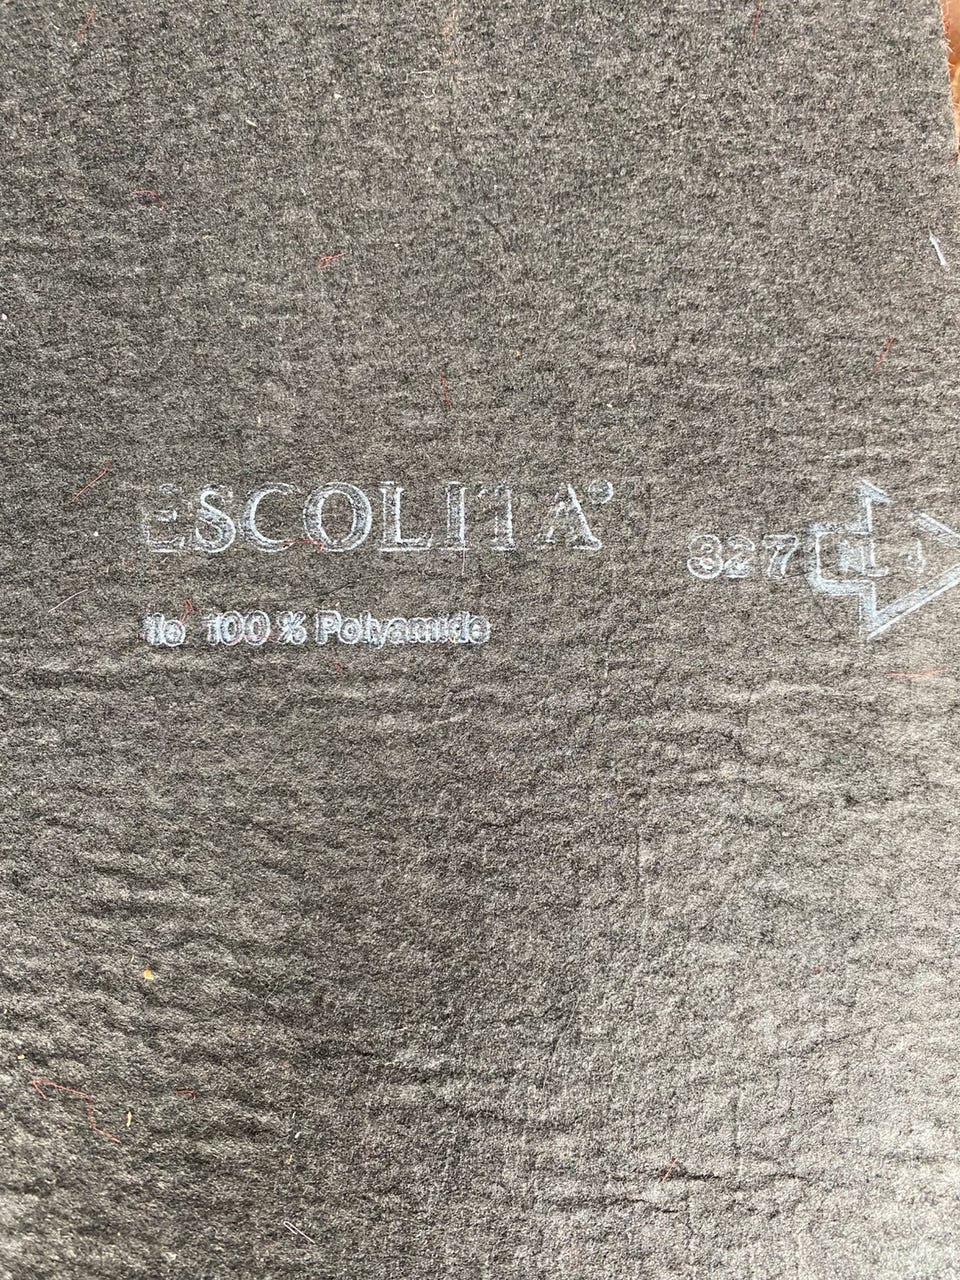 ESCOLITA®
327
100 % Polyamide